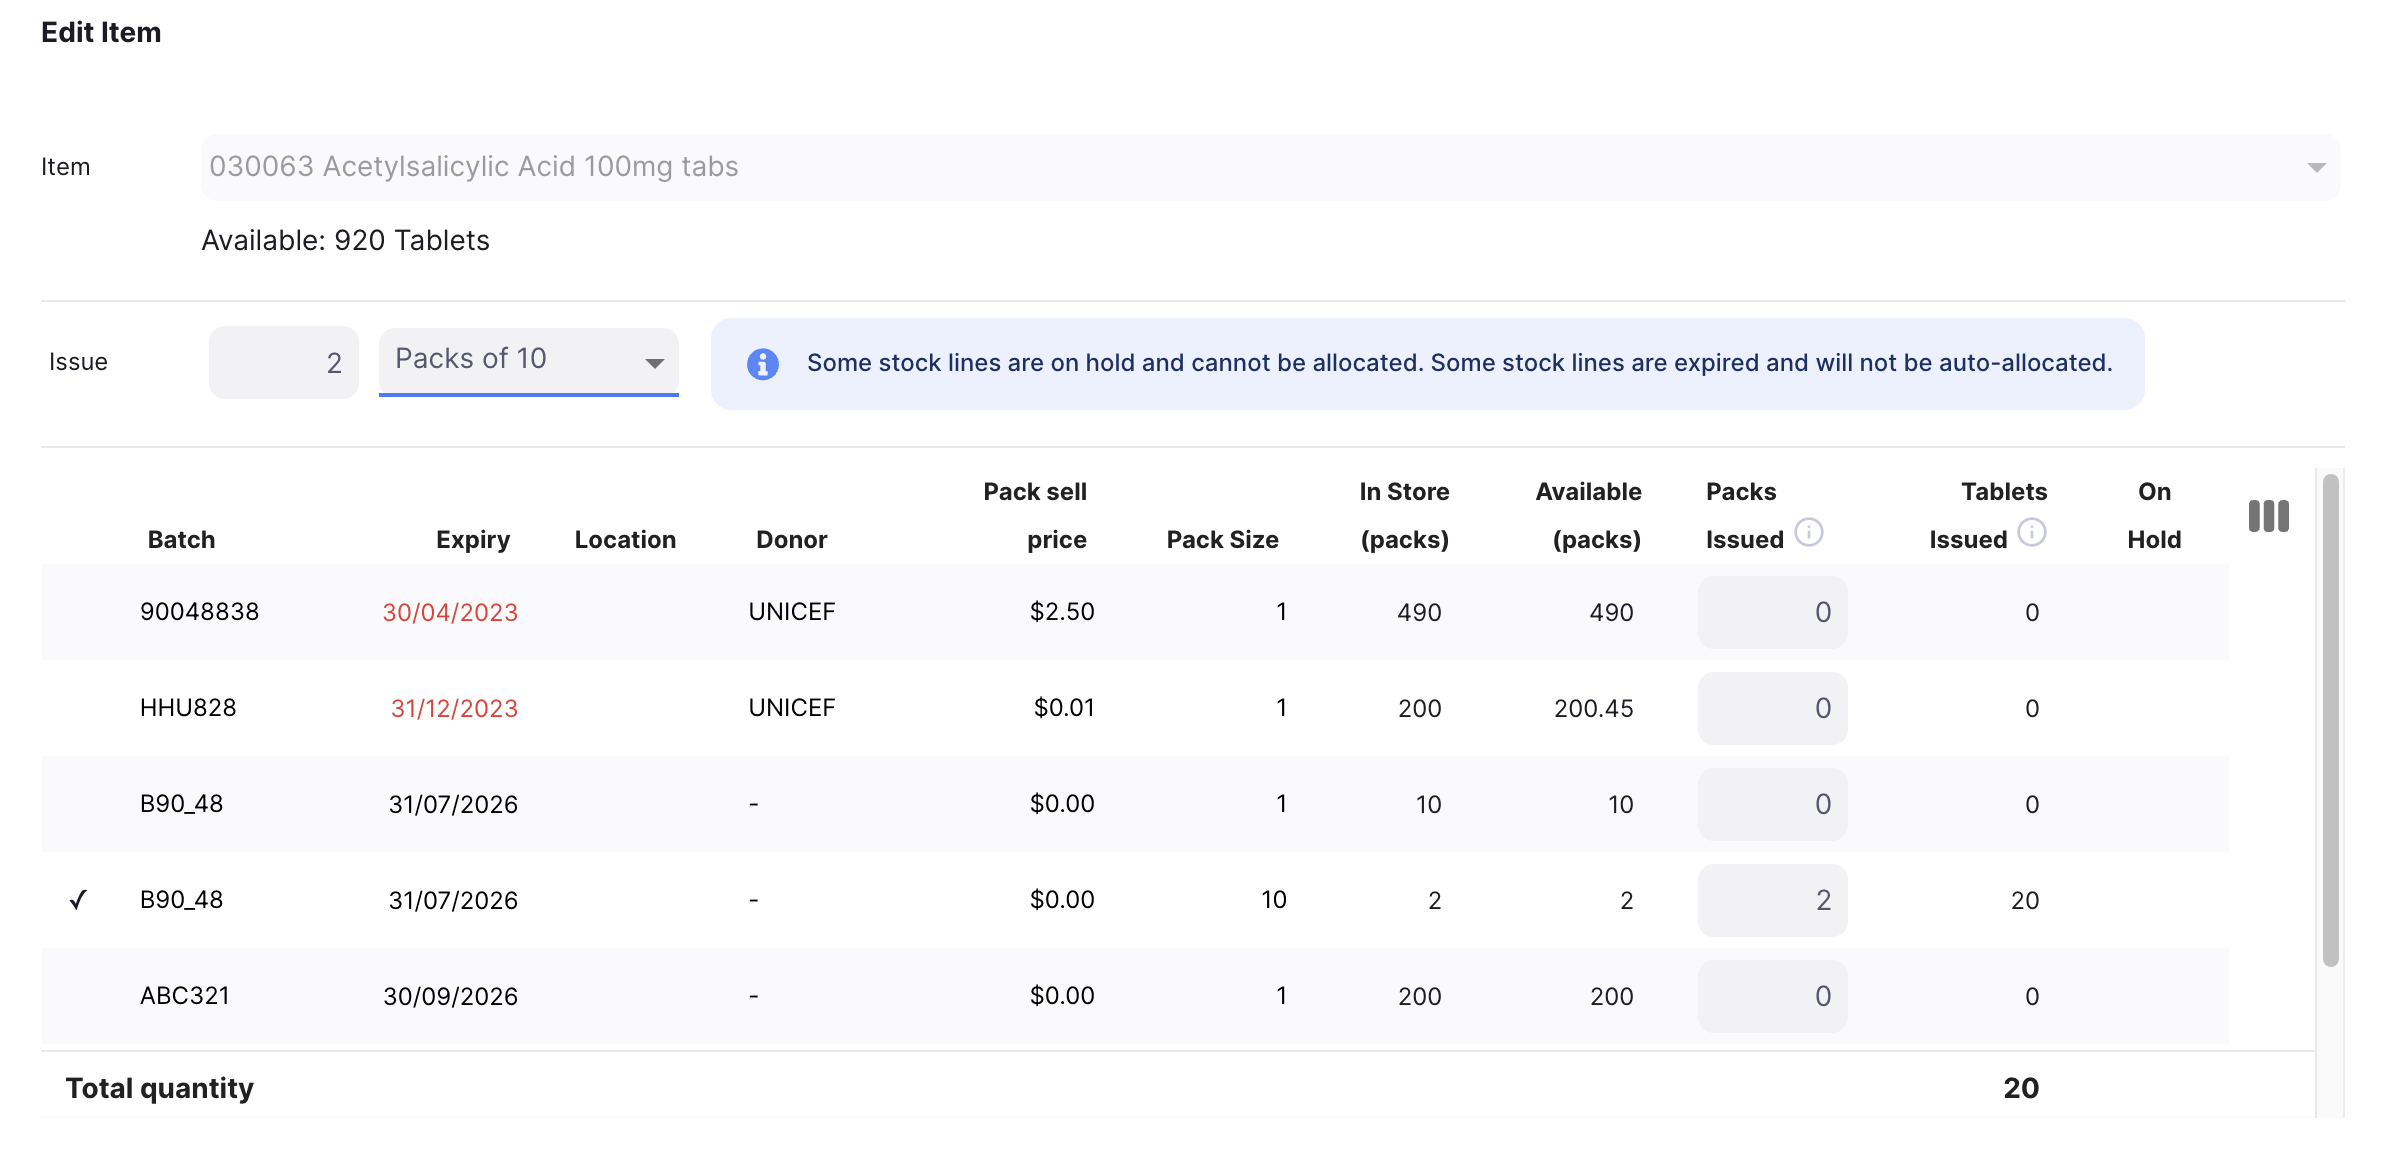 Edit Item
Item
030063 Acetylsalicylic Acid 100mg tabs
Available: 920 Tablets
Issue 2 Packs of 10 Some stock lines are on hold and cannot be allocated. Some stock lines are expired and will not be auto-allocated.
Batch Expiry Location Donor Pack sell price Pack Size In Store (packs) Available (packs) Packs Issued Tablets Issued On Hold
90048838 30/04/2023 UNICEF $2.50 1 490 490 0 0
HHU828 31/12/2023 UNICEF $0.01 1 200 200.45 0 0
B90_48 31/07/2026 - $0.00 1 10 10 0 0
✓ B90_48 31/07/2026 - $0.00 10 2 2 2 20
ABC321 30/09/2026 - $0.00 1 200 200 0 0
Total quantity 20